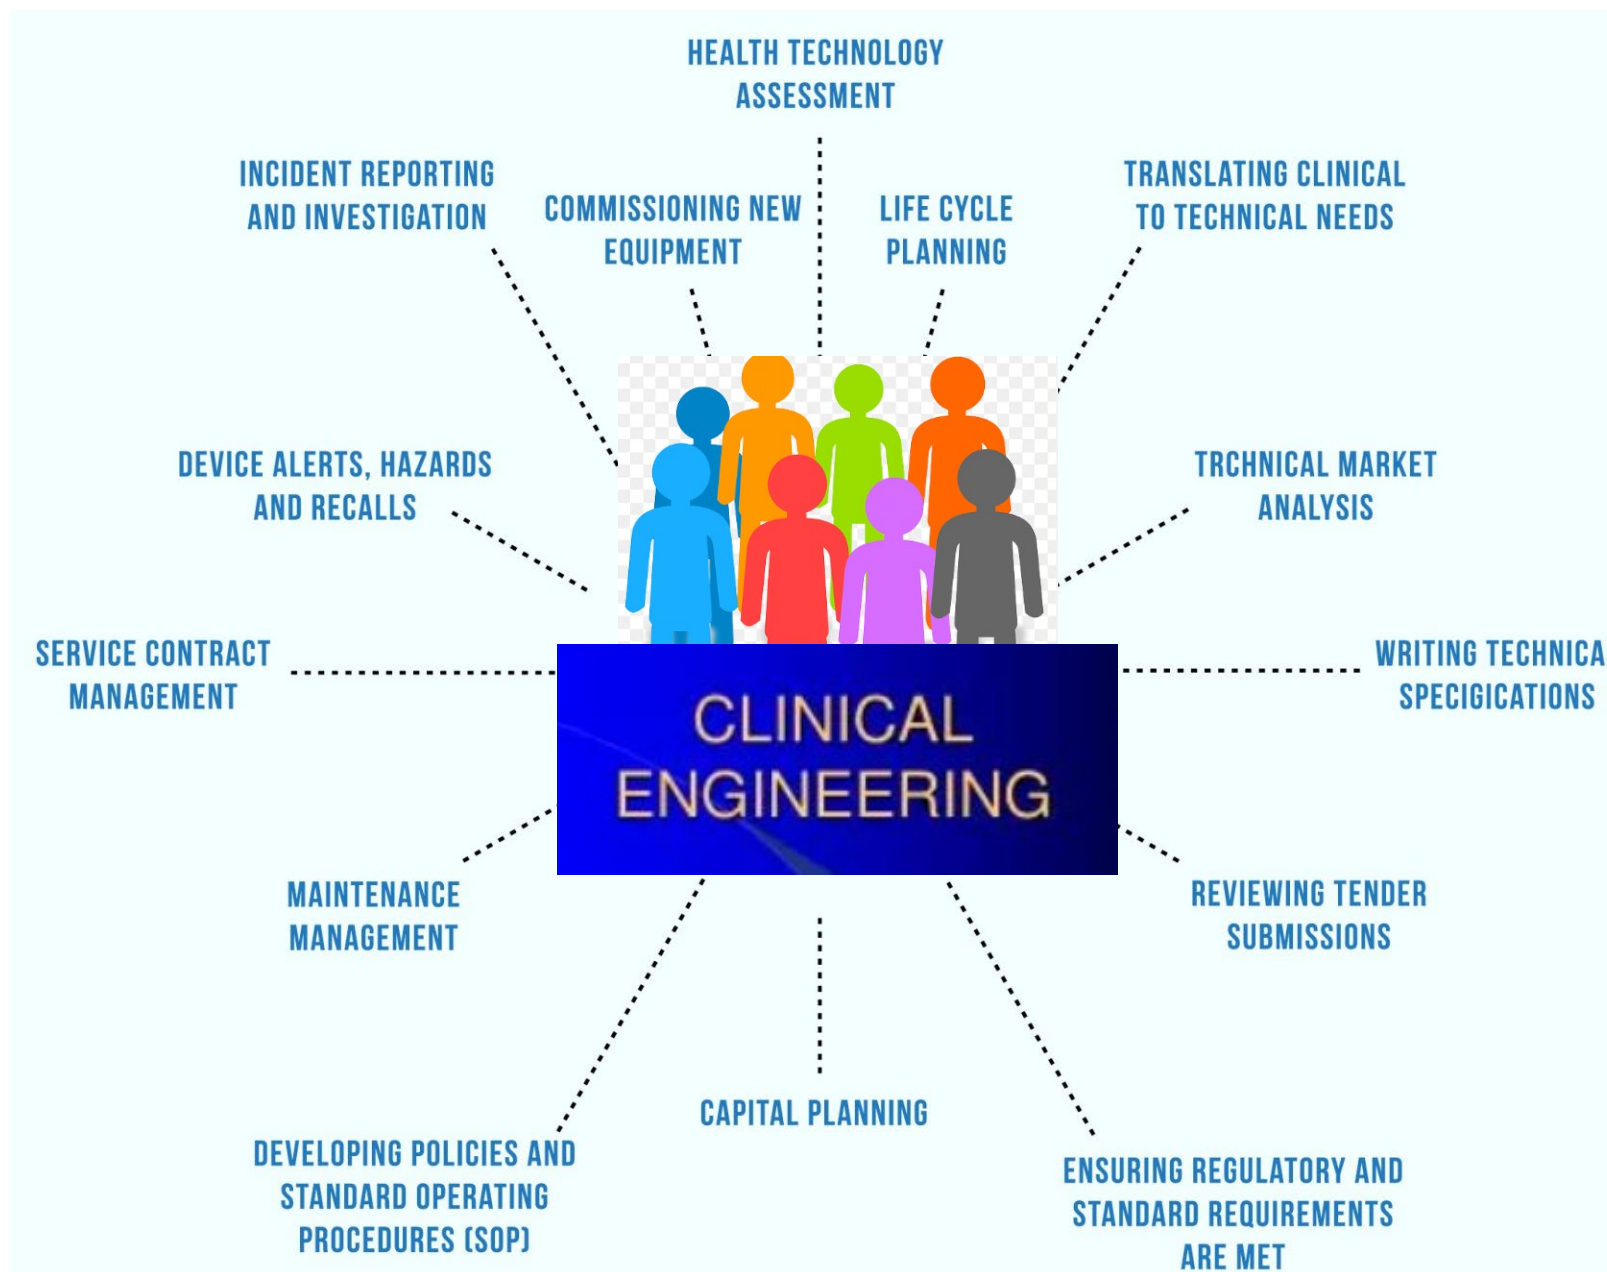 HEALTH TECHNOLOGY
ASSESSMENT
INCIDENT REPORTING
AND INVESTIGATION
COMMISSIONING NEW
EQUIPMENT
LIFE CYCLE
PLANNING
TRANSLATING CLINICAL
TO TECHNICAL NEEDS
DEVICE ALERTS, HAZARDS
AND RECALLS
TRCHNICAL MARKET
ANALYSIS
SERVICE CONTRACT
MANAGEMENT
WRITING TECHNICA
SPECIGICATIONS
CLINICAL
ENGINEERING
MAINTENANCE
MANAGEMENT
REVIEWING TENDER
SUBMISSIONS
CAPITAL PLANNING
DEVELOPING POLICIES AND
STANDARD OPERATING
PROCEDURES (SOP)
ENSURING REGULATORY AND
STANDARD REQUIREMENTS
ARE MET